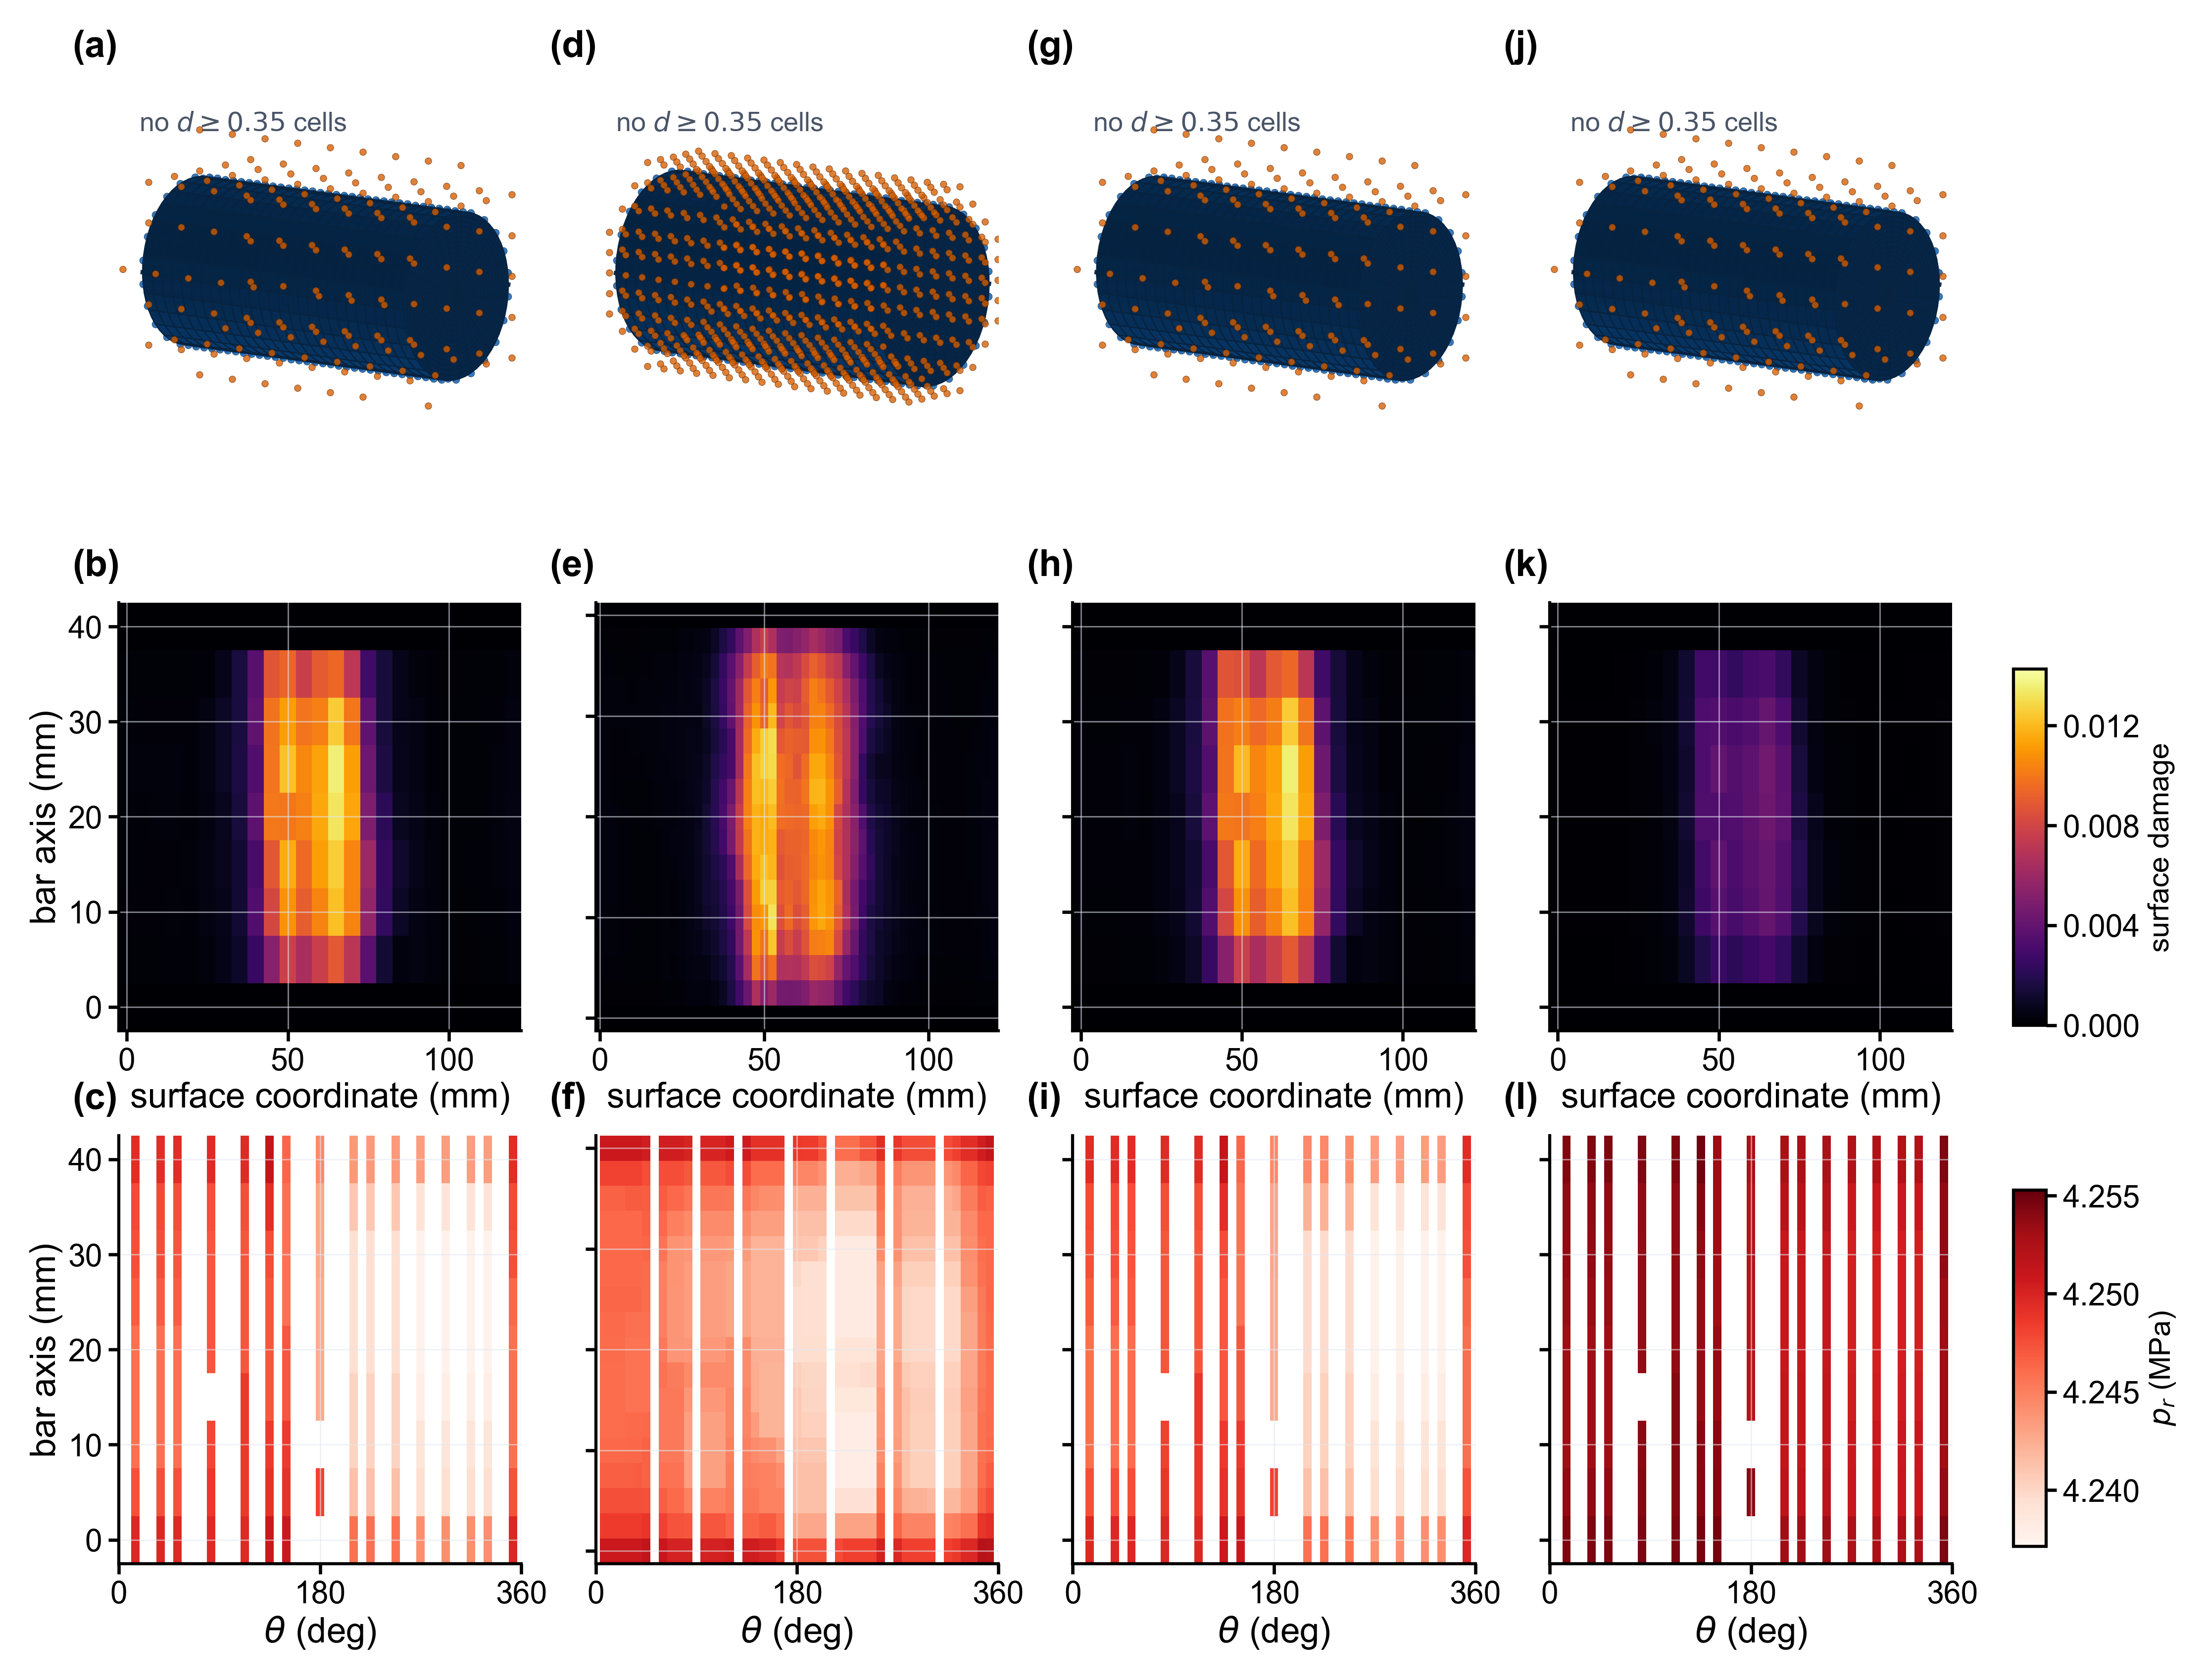 (a)
(d)
(g)
(j)
no d ≥ 0.35 cells
no d ≥ 0.35 cells
no d ≥ 0.35 cells
no d ≥ 0.35 cells
(b)
(e)
(h)
(k)
bar axis (mm)
40
30
20
10
0
0 50 100
0 50 100
0 50 100
0 50 100
surface coordinate (mm)
surface coordinate (mm)
surface coordinate (mm)
surface coordinate (mm)
0.012
0.008
0.004
0.000
surface damage
(c)
(f)
(i)
(l)
bar axis (mm)
40
30
20
10
0
0 180 360
0 180 360
0 180 360
0 180 360
θ (deg)
θ (deg)
θ (deg)
θ (deg)
4.255
4.250
4.245
4.240
pᵣ (MPa)